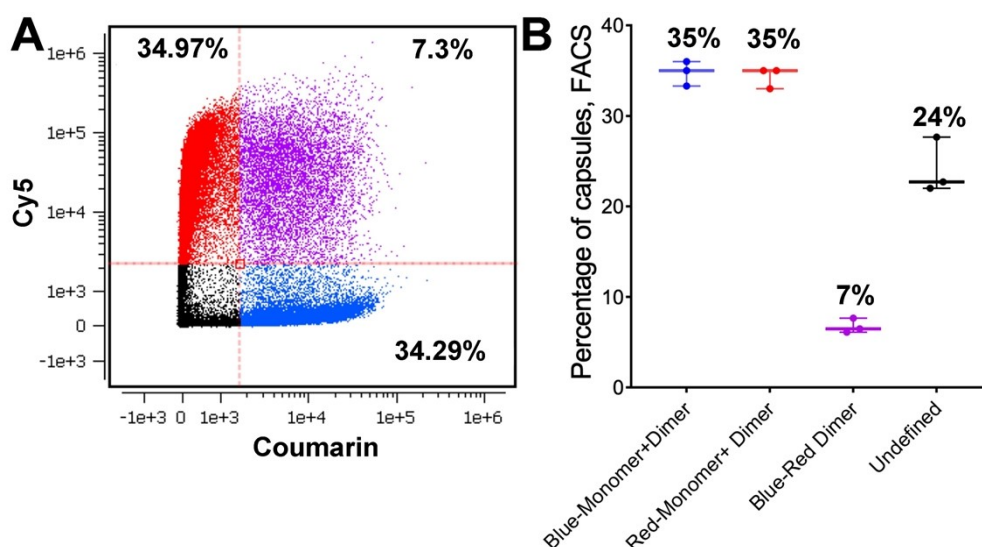 A
34.97%
7.3%
1e+6
1e+5
1e+4
1e+3
0
-1e+3
Cy5
34.29%
-1e+3 0 1e+3 1e+4 1e+5 1e+6
Coumarin
B
35% 35%
24%
7%
40
30
20
10
0
Percentage of capsules, FACS
Blue-Monomer+Dimer
Red-Monomer+ Dimer
Blue-Red Dimer
Undefined